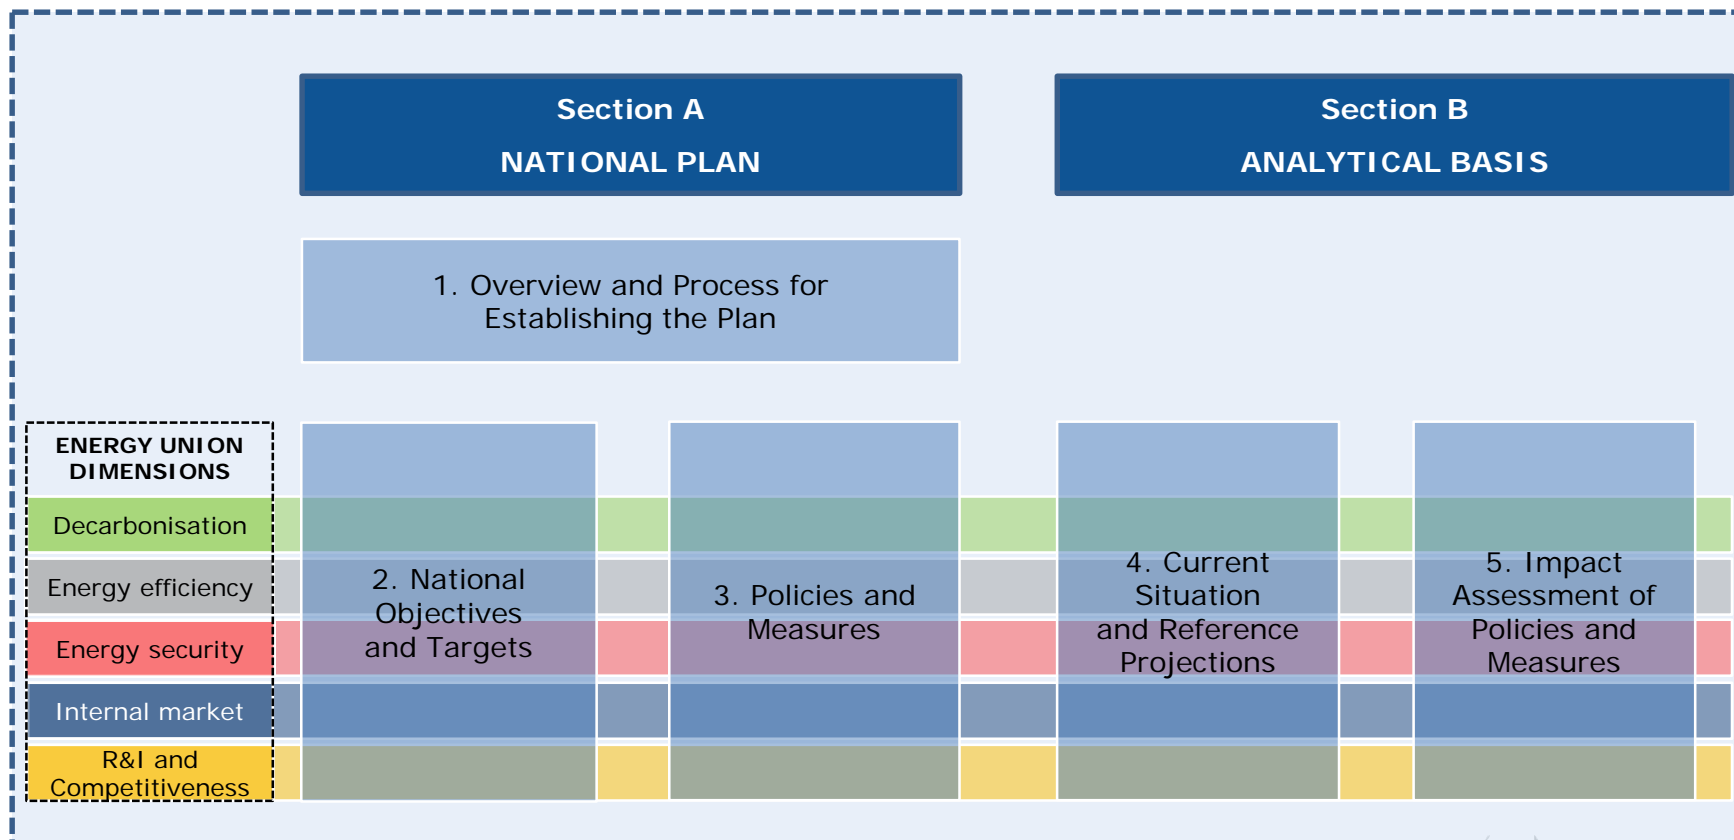 Section A
NATIONAL PLAN
Section B
ANALYTICAL BASIS
1. Overview and Process for
Establishing the Plan
ENERGY UNION
DIMENSIONS
Decarbonisation
Energy efficiency
Energy security
Internal market
R&I and
Competitiveness
2. National
Objectives
and Targets
3. Policies and
Measures
4. Current
Situation
and Reference
Projections
5. Impact
Assessment of
Policies and
Measures